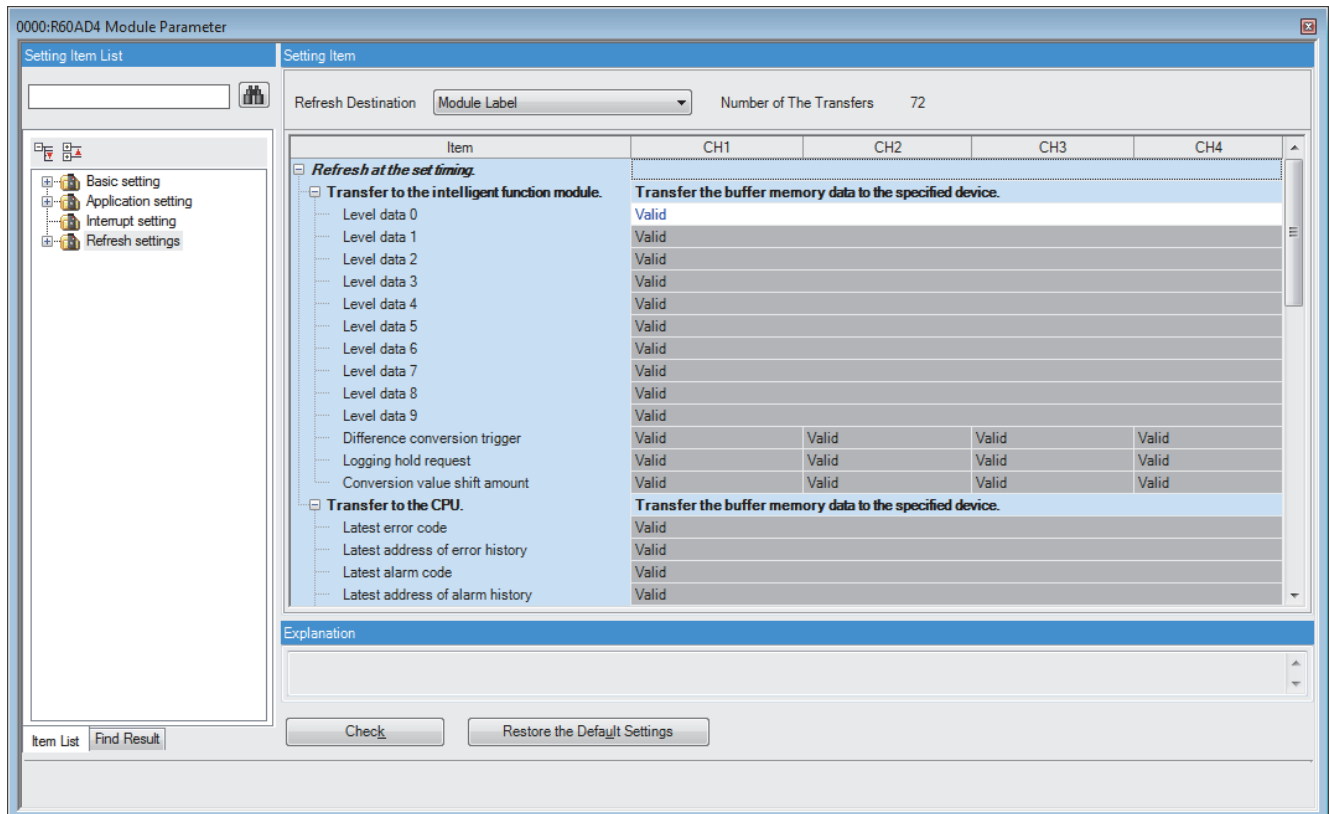 0000:R60AD4 Module Parameter
Setting Item List
Setting Item
Refresh Destination Module Label Number of The Transfers 72
Item CH1 CH2 CH3 CH4
Basic setting
Application setting
Interrupt setting
Refresh settings
Refresh at the set timing.
Transfer to the intelligent function module. Transfer the buffer memory data to the specified device.
Level data 0 Valid
Level data 1 Valid
Level data 2 Valid
Level data 3 Valid
Level data 4 Valid
Level data 5 Valid
Level data 6 Valid
Level data 7 Valid
Level data 8 Valid
Level data 9 Valid
Difference conversion trigger Valid Valid Valid Valid
Logging hold request Valid Valid Valid Valid
Conversion value shift amount Valid Valid Valid Valid
Transfer to the CPU. Transfer the buffer memory data to the specified device.
Latest error code Valid
Latest address of error history Valid
Latest alarm code Valid
Latest address of alarm history Valid
Explanation
Check Restore the Default Settings
Item List Find Result